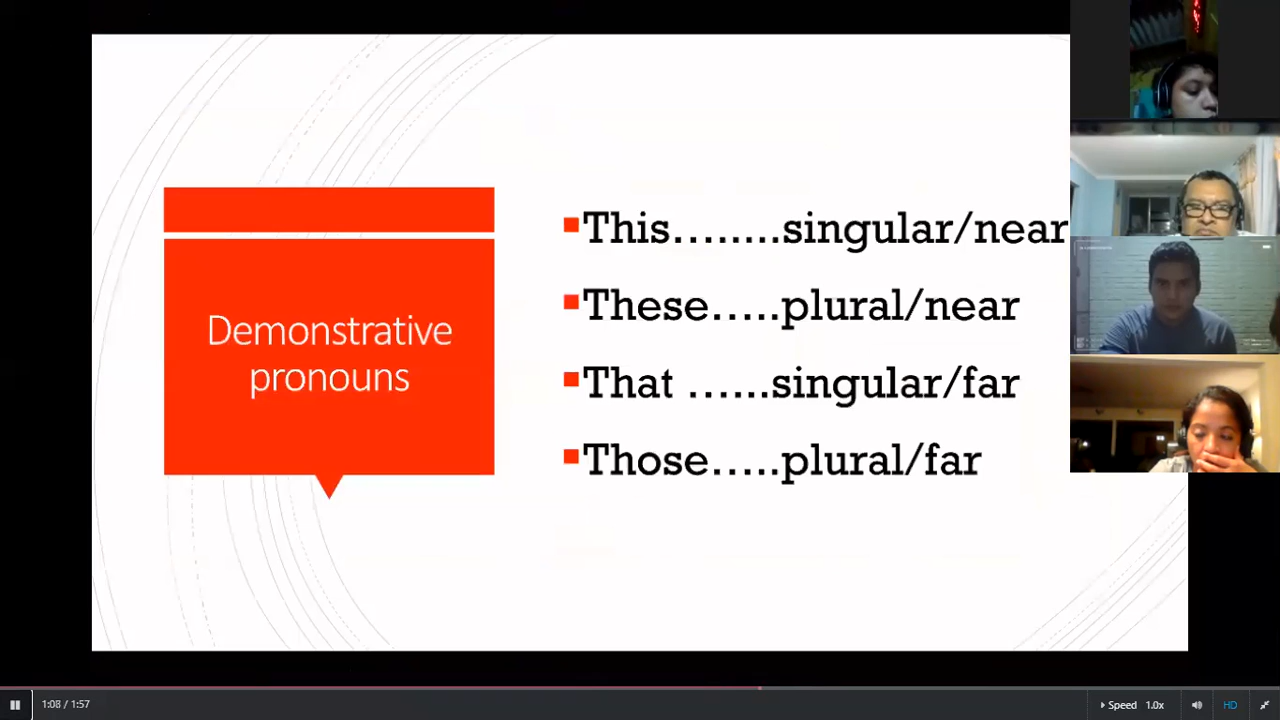 Demonstrative
pronouns
This........singular/near
These.....plural/near
That ......singular/far
Those.....plural/far
1:08 / 1:57
Speed 1.0x
HD